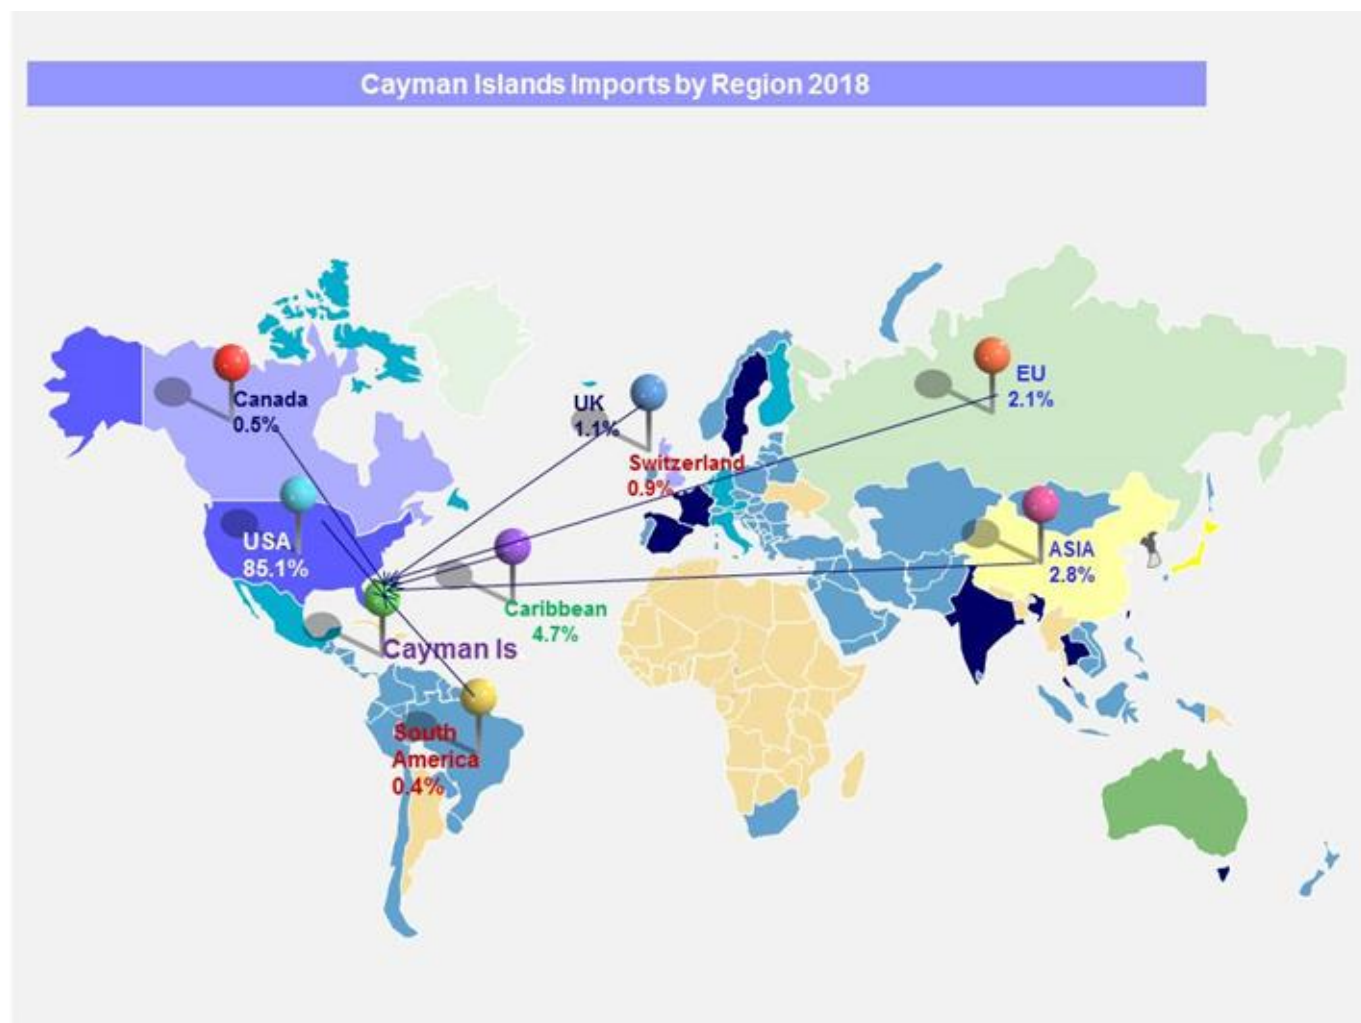 Cayman Islands Imports by Region 2018
Canada
0.5%
UK
1.1%
EU
2.1%
Switzerland
0.9%
USA
85.1%
ASIA
2.8%
Caribbean
4.7%
Cayman Is
South
America
0.4%